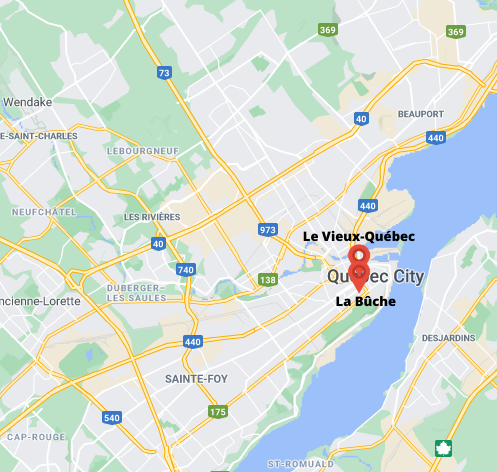 369
369
73
Wendake
40
BEAUPORT
E-SAINT-CHARLES
440
LEBOURGNEUF
440
NEUFCHÂTEL
LES RIVIÈRES
973
Le Vieux-Québec
40
740
138
Québec City
DUBERGER-
LES SAULES
ncienne-Lorette
La Bûche
440
DESJARDINS
SAINTE-FOY
175
540
CAP-ROUGE
ST-ROMUALD